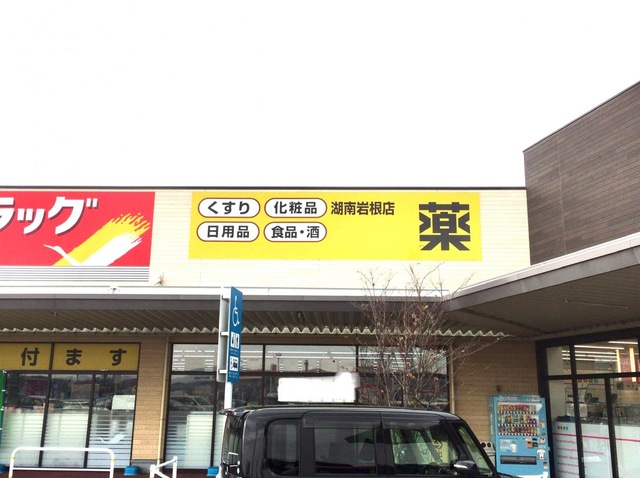 ラッグ
くすり 化粧品 湖南岩根店
日用品 食品・酒
薬
付ます